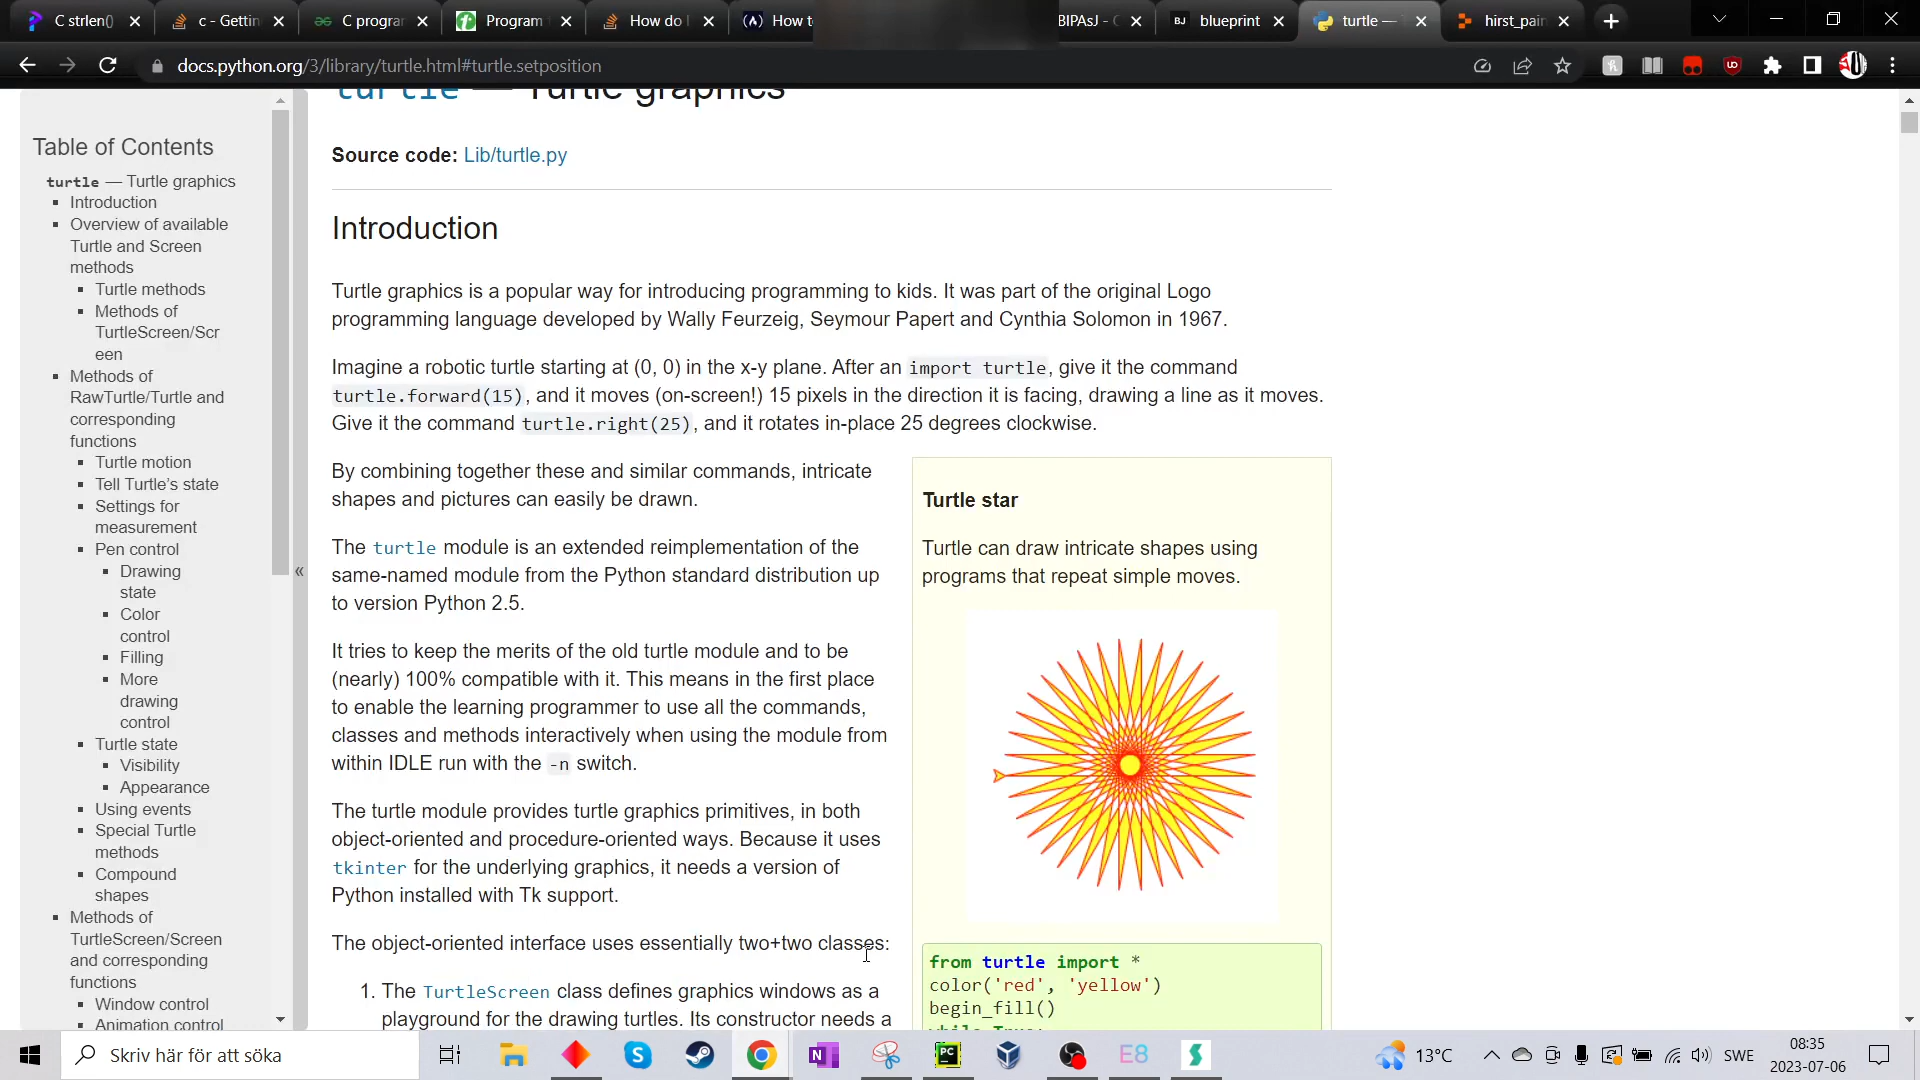 C strlen()
c - Gettin
C progran
Program
How do
How to
BIPAsJ - C
blueprint
turtle —
hirst_pain
docs.python.org/3/library/turtle.html#turtle.setposition
Table of Contents
turtle — Turtle graphics
Introduction
Overview of available
Turtle and Screen
methods
Turtle methods
Methods of
TurtleScreen/Scr
een
Methods of
RawTurtle/Turtle and
corresponding
functions
Turtle motion
Tell Turtle's state
Settings for
measurement
Pen control
Drawing
state
Color
control
Filling
More
drawing
control
Turtle state
Visibility
Appearance
Using events
Special Turtle
methods
Compound
shapes
Methods of
TurtleScreen/Screen
and corresponding
functions
Window control
Animation control
«
turtle — Turtle graphics
Source code: Lib/turtle.py
Introduction
Turtle graphics is a popular way for introducing programming to kids. It was part of the original Logo
programming language developed by Wally Feurzeig, Seymour Papert and Cynthia Solomon in 1967.
Imagine a robotic turtle starting at (0, 0) in the x-y plane. After an import turtle, give it the command
turtle.forward(15), and it moves (on-screen!) 15 pixels in the direction it is facing, drawing a line as it moves.
Give it the command turtle.right(25), and it rotates in-place 25 degrees clockwise.
By combining together these and similar commands, intricate
shapes and pictures can easily be drawn.
The turtle module is an extended reimplementation of the
same-named module from the Python standard distribution up
to version Python 2.5.
It tries to keep the merits of the old turtle module and to be
(nearly) 100% compatible with it. This means in the first place
to enable the learning programmer to use all the commands,
classes and methods interactively when using the module from
within IDLE run with the -n switch.
The turtle module provides turtle graphics primitives, in both
object-oriented and procedure-oriented ways. Because it uses
tkinter for the underlying graphics, it needs a version of
Python installed with Tk support.
The object-oriented interface uses essentially two+two classes:
1. The TurtleScreen class defines graphics windows as a
playground for the drawing turtles. Its constructor needs a
Turtle star
Turtle can draw intricate shapes using
programs that repeat simple moves.
from turtle import *
color('red', 'yellow')
begin_fill()
while True:
Skriv här för att söka
13°C
SWE
08:35
2023-07-06